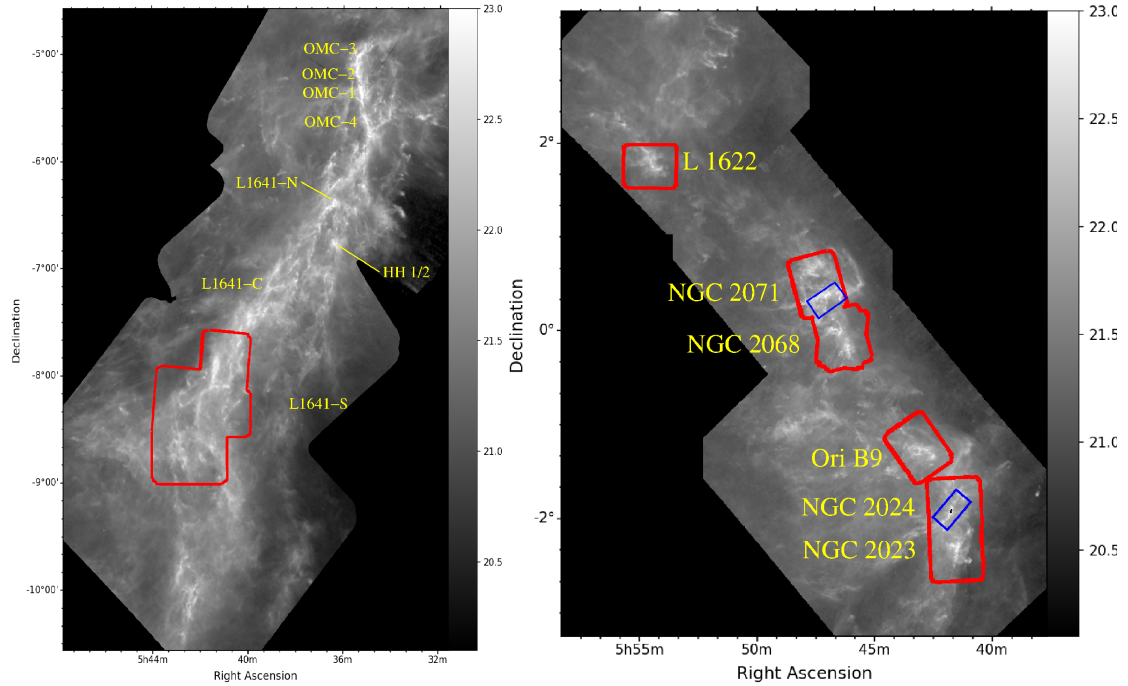 23.0
22.5
22.0
21.5
21.0
20.5
-5°00'
-6°00'
-7°00'
-8°00'
-9°00'
-10°00'
Declination
5h44m
40m
36m
32m
Right Ascension
OMC−3
OMC−2
OMC−1
OMC−4
L1641−N
HH 1/2
L1641−C
L1641−S
23.0
22.5
22.0
21.5
21.0
20.5
2°
0°
-2°
Declination
5h55m
50m
45m
40m
Right Ascension
L 1622
NGC 2071
NGC 2068
Ori B9
NGC 2024
NGC 2023